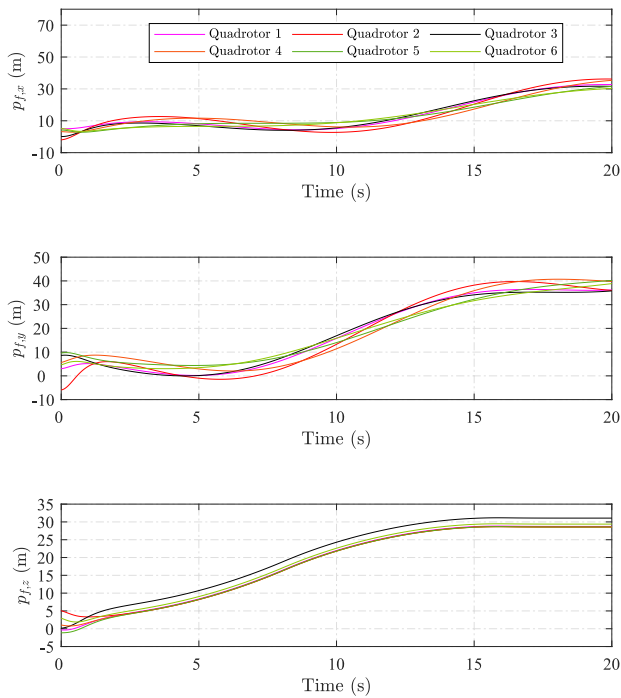 70
50
30
10
-10
p_{f,x} (m)
Quadrotor 1 Quadrotor 2 Quadrotor 3
Quadrotor 4 Quadrotor 5 Quadrotor 6
0 5 10 15 20
Time (s)
50
40
30
20
10
0
-10
p_{f,y} (m)
0 5 10 15 20
Time (s)
35
30
25
20
15
10
5
0
-5
p_{f,z} (m)
0 5 10 15 20
Time (s)